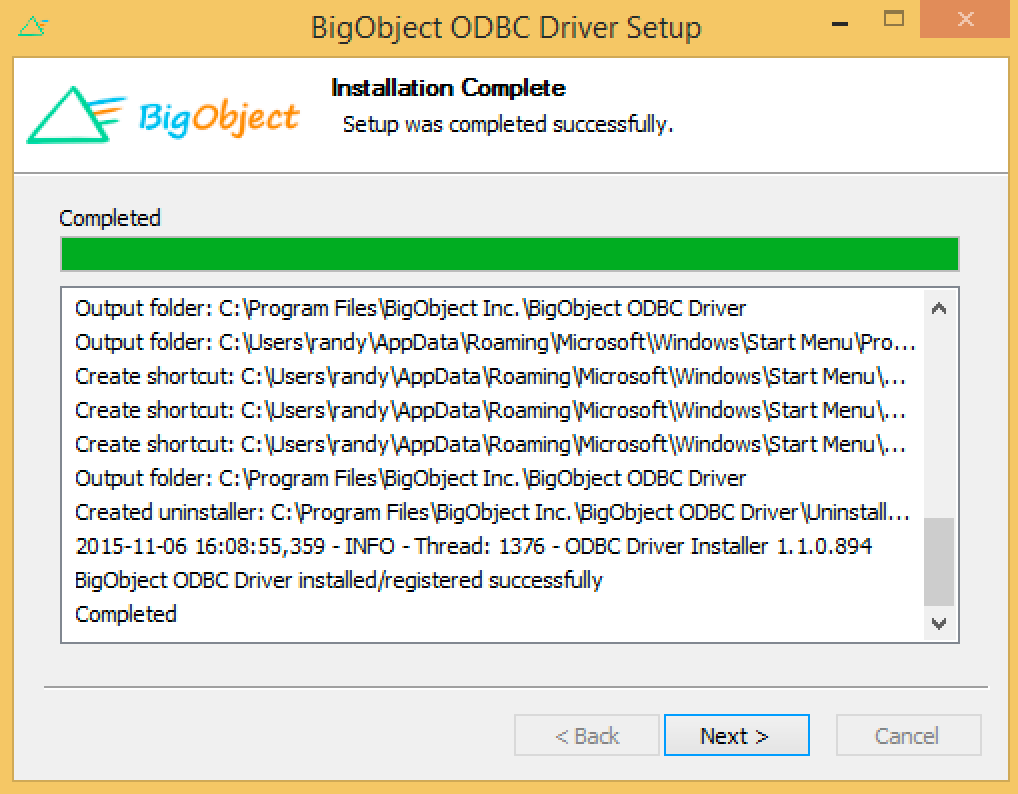 BigObject ODBC Driver Setup
BigObject
Installation Complete
Setup was completed successfully.
Completed
Output folder: C:\Program Files\BigObject Inc.\BigObject ODBC Driver
Output folder: C:\Users\randy\AppData\Roaming\Microsoft\Windows\Start Menu\Pro...
Create shortcut: C:\Users\randy\AppData\Roaming\Microsoft\Windows\Start Menu\...
Create shortcut: C:\Users\randy\AppData\Roaming\Microsoft\Windows\Start Menu\...
Create shortcut: C:\Users\randy\AppData\Roaming\Microsoft\Windows\Start Menu\...
Output folder: C:\Program Files\BigObject Inc.\BigObject ODBC Driver
Created uninstaller: C:\Program Files\BigObject Inc.\BigObject ODBC Driver\Uninstall...
2015-11-06 16:08:55,359 - INFO - Thread: 1376 - ODBC Driver Installer 1.1.0.894
BigObject ODBC Driver installed/registered successfully
Completed
< Back Next > Cancel